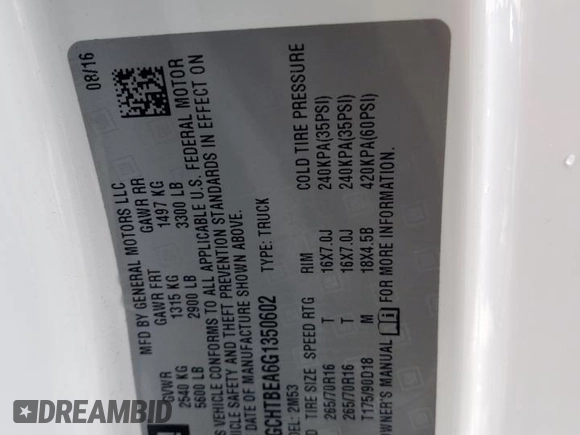 MFD BY GENERAL MOTORS LLC 08/16
GVWR GAWR FRT GAWR RR
2540 KG 1315 KG 1497 KG
5600 LB 2900 LB 3300 LB
VEHICLE CONFORMS TO ALL APPLICABLE U.S. FEDERAL MOTOR
VEHICLE SAFETY AND THEFT PREVENTION STANDARDS IN EFFECT ON
DATE OF MANUFACTURE SHOWN ABOVE.
GCHTBEA6G1350602 TYPE: TRUCK
DEL: 2M53
TIRE SIZE SPEED RTG RIM COLD TIRE PRESSURE
265/70R16 T 16X7.0J 240KPA(35PSI)
265/70R16 T 16X7.0J 240KPA(35PSI)
T175/90D18 M 18X4.5B 420KPA(60PSI)
OWNER'S MANUAL FOR MORE INFORMATION.
DREAMBID